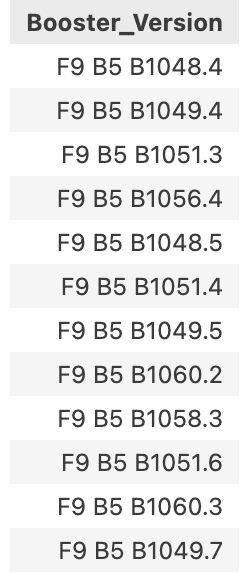 Booster_Version
F9 B5 B1048.4
F9 B5 B1049.4
F9 B5 B1051.3
F9 B5 B1056.4
F9 B5 B1048.5
F9 B5 B1051.4
F9 B5 B1049.5
F9 B5 B1060.2
F9 B5 B1058.3
F9 B5 B1051.6
F9 B5 B1060.3
F9 B5 B1049.7